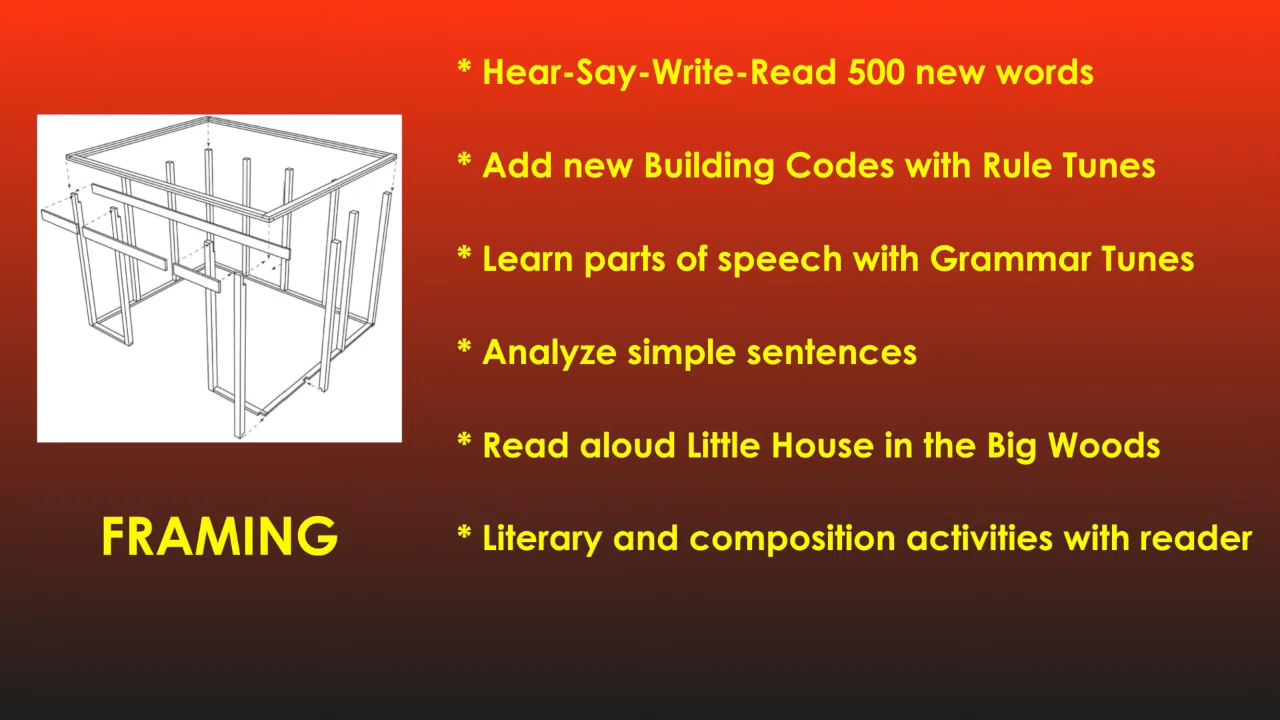 * Hear-Say-Write-Read 500 new words
* Add new Building Codes with Rule Tunes
* Learn parts of speech with Grammar Tunes
* Analyze simple sentences
* Read aloud Little House in the Big Woods
* Literary and composition activities with reader
FRAMING